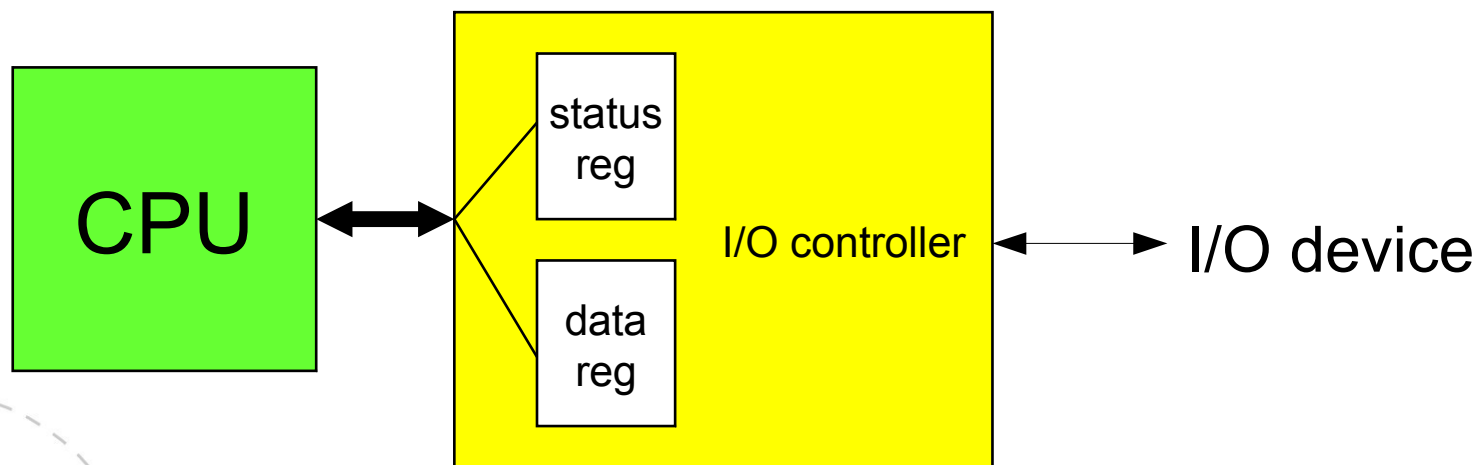 CPU
status
reg
data
reg
I/O controller
I/O device